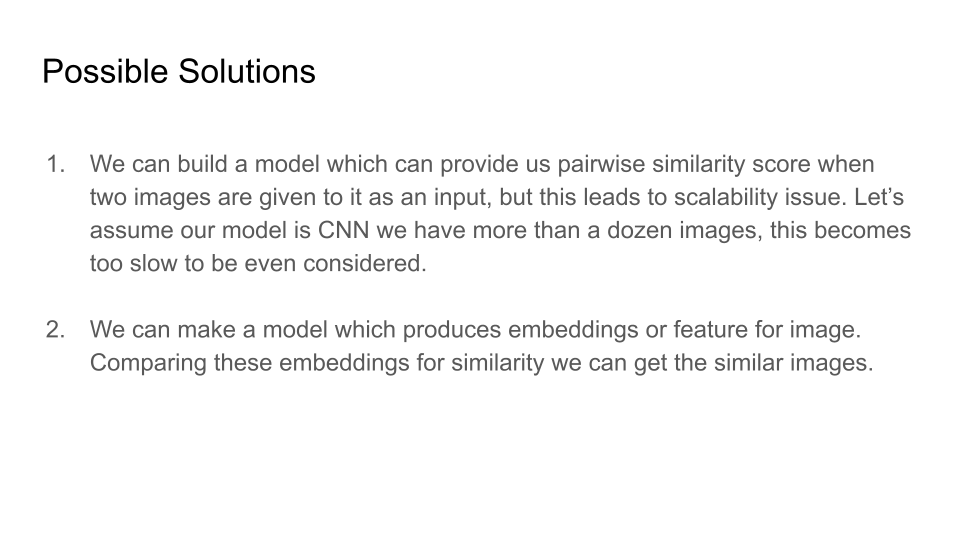 Possible Solutions
1. We can build a model which can provide us pairwise similarity score when
two images are given to it as an input, but this leads to scalability issue. Let’s
assume our model is CNN we have more than a dozen images, this becomes
too slow to be even considered.
2. We can make a model which produces embeddings or feature for image.
Comparing these embeddings for similarity we can get the similar images.